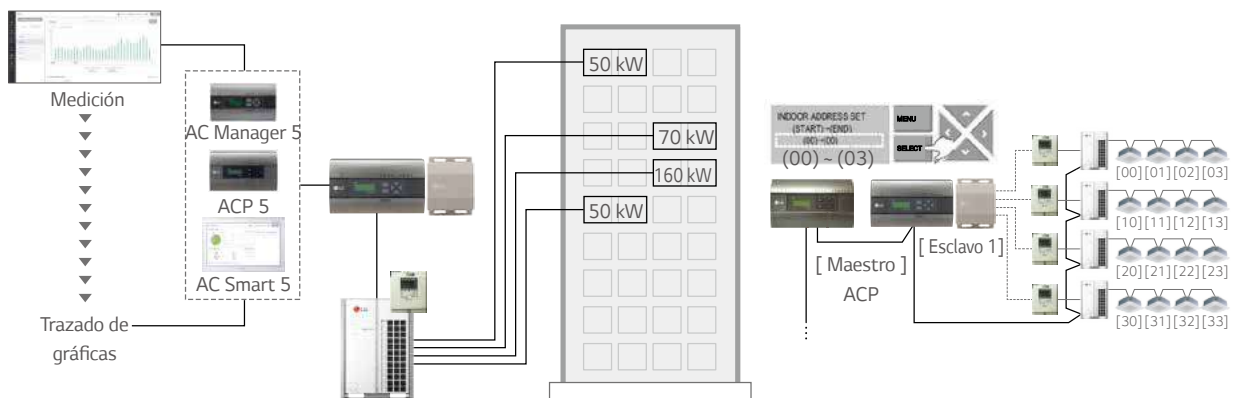 Medición
Trazado de
gráficas
AC Manager 5
ACP 5
AC Smart 5
50 kW
70 kW
160 kW
50 kW
INDOOR ADDRESS SET
(START)~(END)
(00)~(00)
(00) ~ (03)
MENU
SELECT
[ Maestro ]
ACP
[ Esclavo 1]
[00] [01] [02] [03]
[10] [11] [12] [13]
[20] [21] [22] [23]
[30] [31] [32] [33]